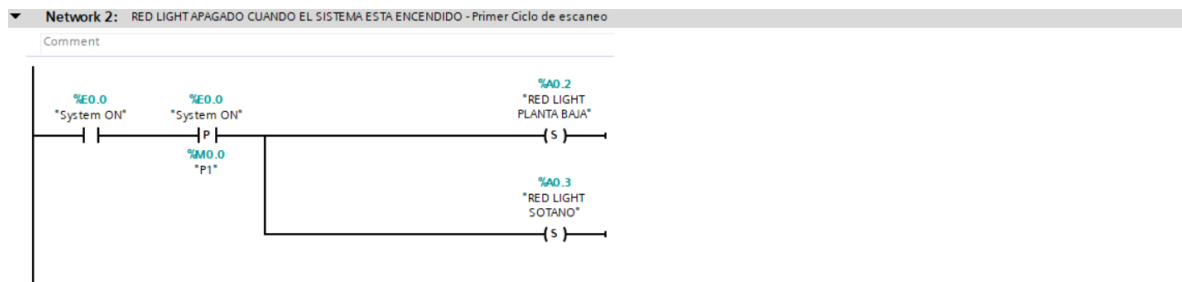 Network 2: RED LIGHT APAGADO CUANDO EL SISTEMA ESTA ENCENDIDO - Primer Ciclo de escaneo
Comment
%E0.0
"System ON"
%E0.0
"System ON"
P
%M0.0
"P1"
%A0.2
"RED LIGHT
PLANTA BAJA"
S
%A0.3
"RED LIGHT
SOTANO"
S